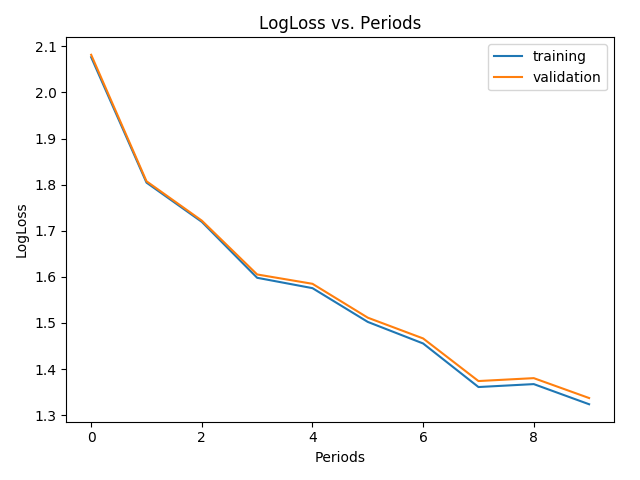 LogLoss vs. Periods
training
validation
LogLoss
2.1
2.0
1.9
1.8
1.7
1.6
1.5
1.4
1.3
0 2 4 6 8
Periods